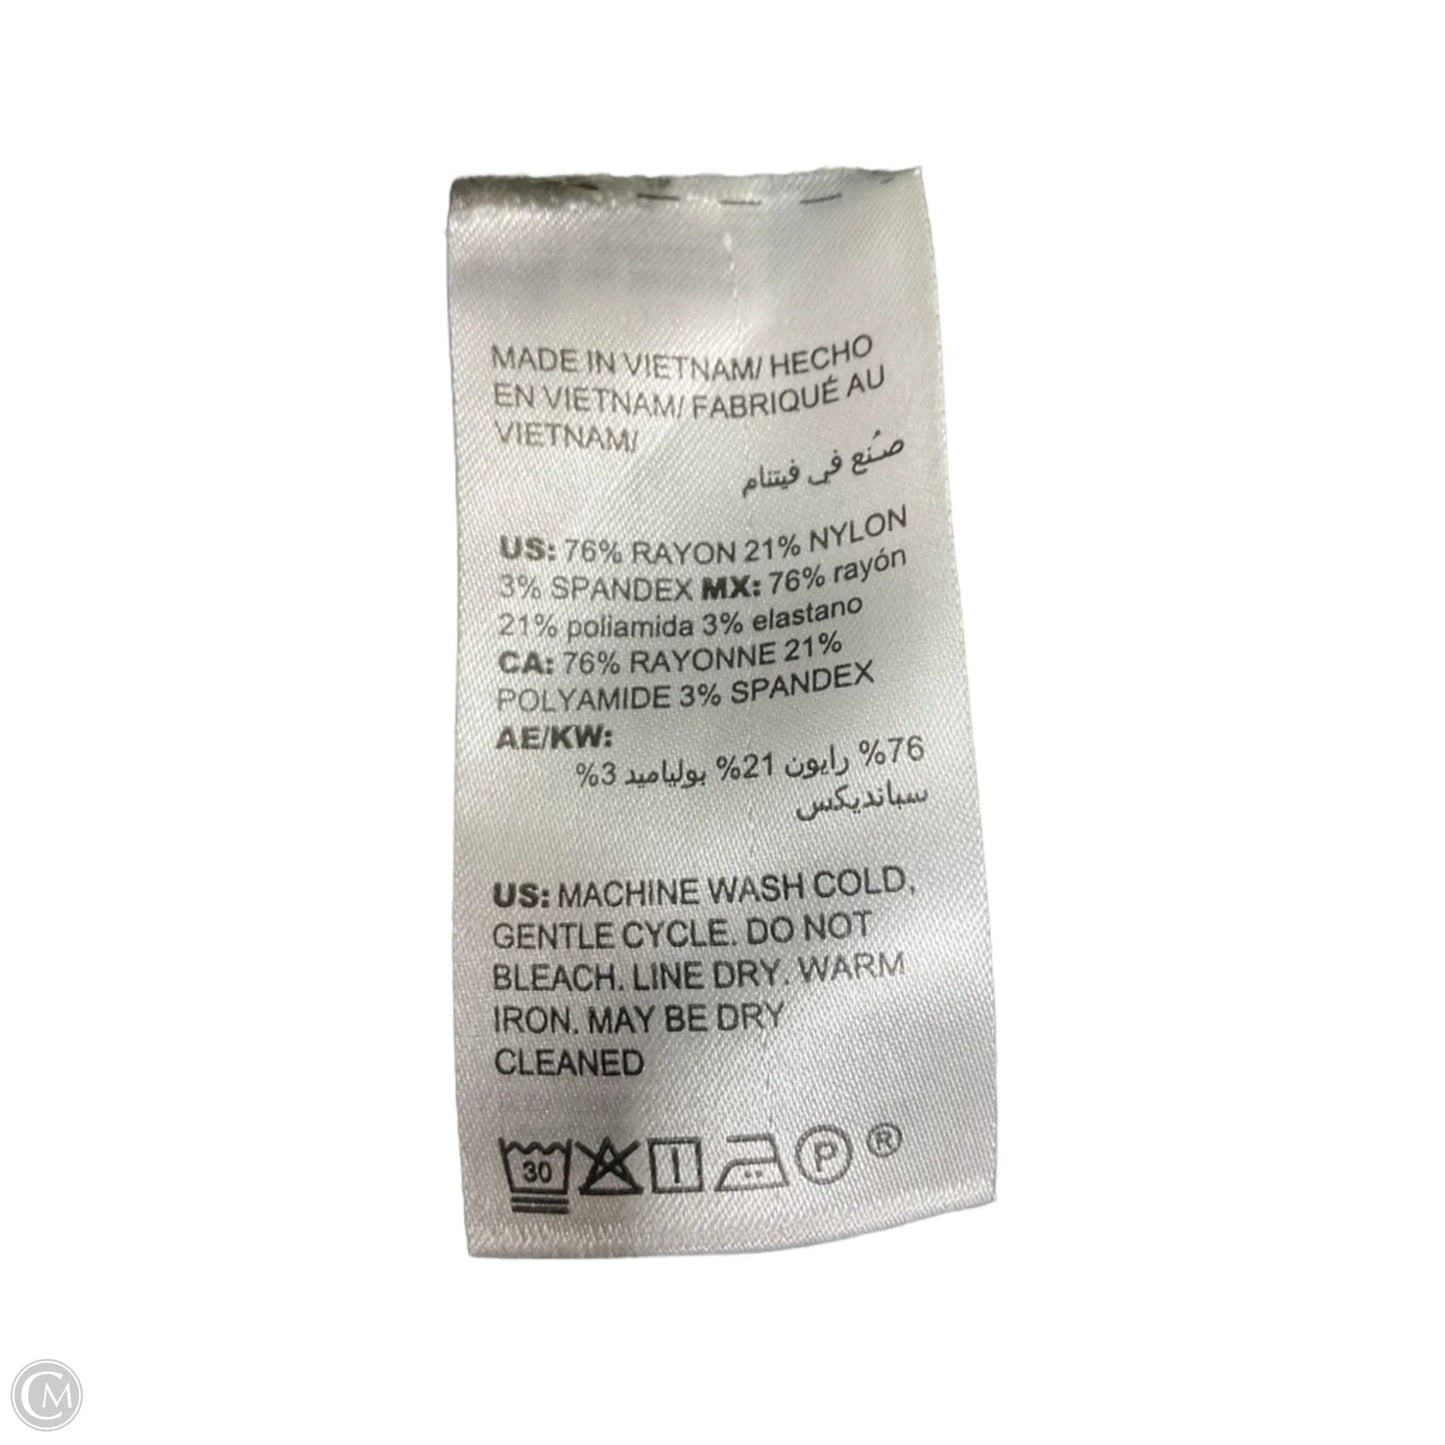 MADE IN VIETNAM/ HECHO
EN VIETNAM/ FABRIQUÉ AU
VIETNAM/
صُنع في فيتنام
US: 76% RAYON 21% NYLON
3% SPANDEX MX: 76% rayón
21% poliamida 3% elastano
CA: 76% RAYONNE 21%
POLYAMIDE 3% SPANDEX
AE/KW:
76% رايون 21% بولياميد 3%
سبانديكس
US: MACHINE WASH COLD,
GENTLE CYCLE. DO NOT
BLEACH. LINE DRY. WARM
IRON. MAY BE DRY
CLEANED
30 P ®
CM